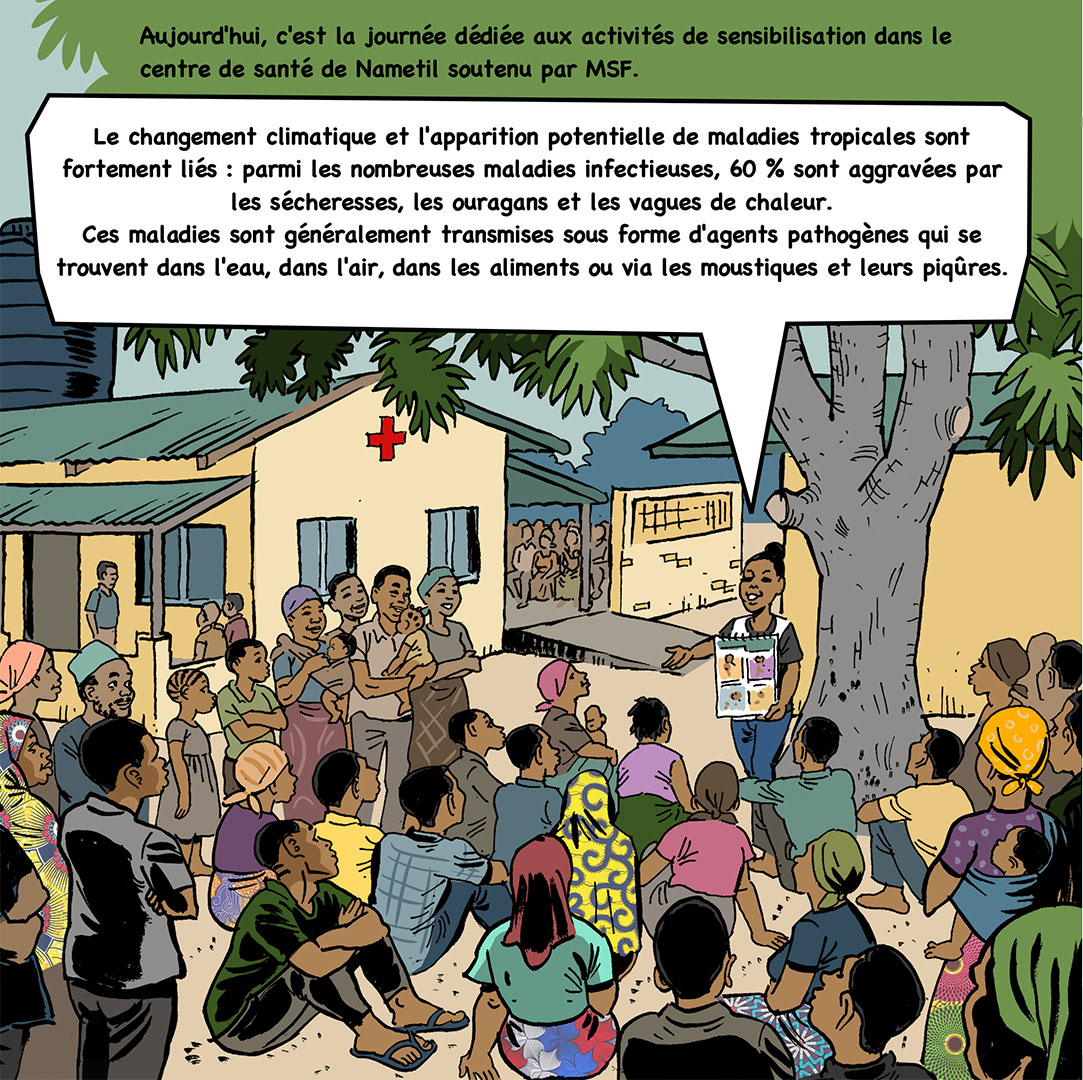 Aujourd'hui, c'est la journée dédiée aux activités de sensibilisation dans le
centre de santé de Nametil soutenu par MSF.
Le changement climatique et l'apparition potentielle de maladies tropicales sont
fortement liés : parmi les nombreuses maladies infectieuses, 60 % sont aggravées par
les sécheresses, les ouragans et les vagues de chaleur.
Ces maladies sont généralement transmises sous forme d'agents pathogènes qui se
trouvent dans l'eau, dans l'air, dans les aliments ou via les moustiques et leurs piqûres.